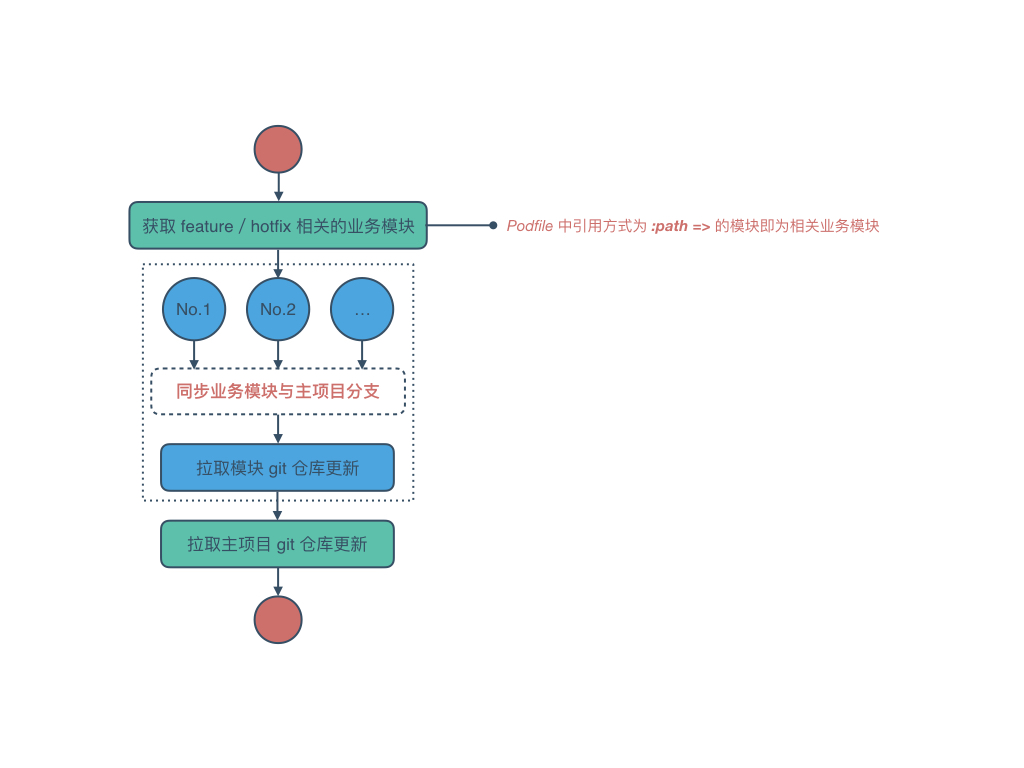 获取 feature / hotfix 相关的业务模块
Podfile 中引用方式为 :path => 的模块即为相关业务模块
No.1
No.2
…
同步业务模块与主项目分支
拉取模块 git 仓库更新
拉取主项目 git 仓库更新